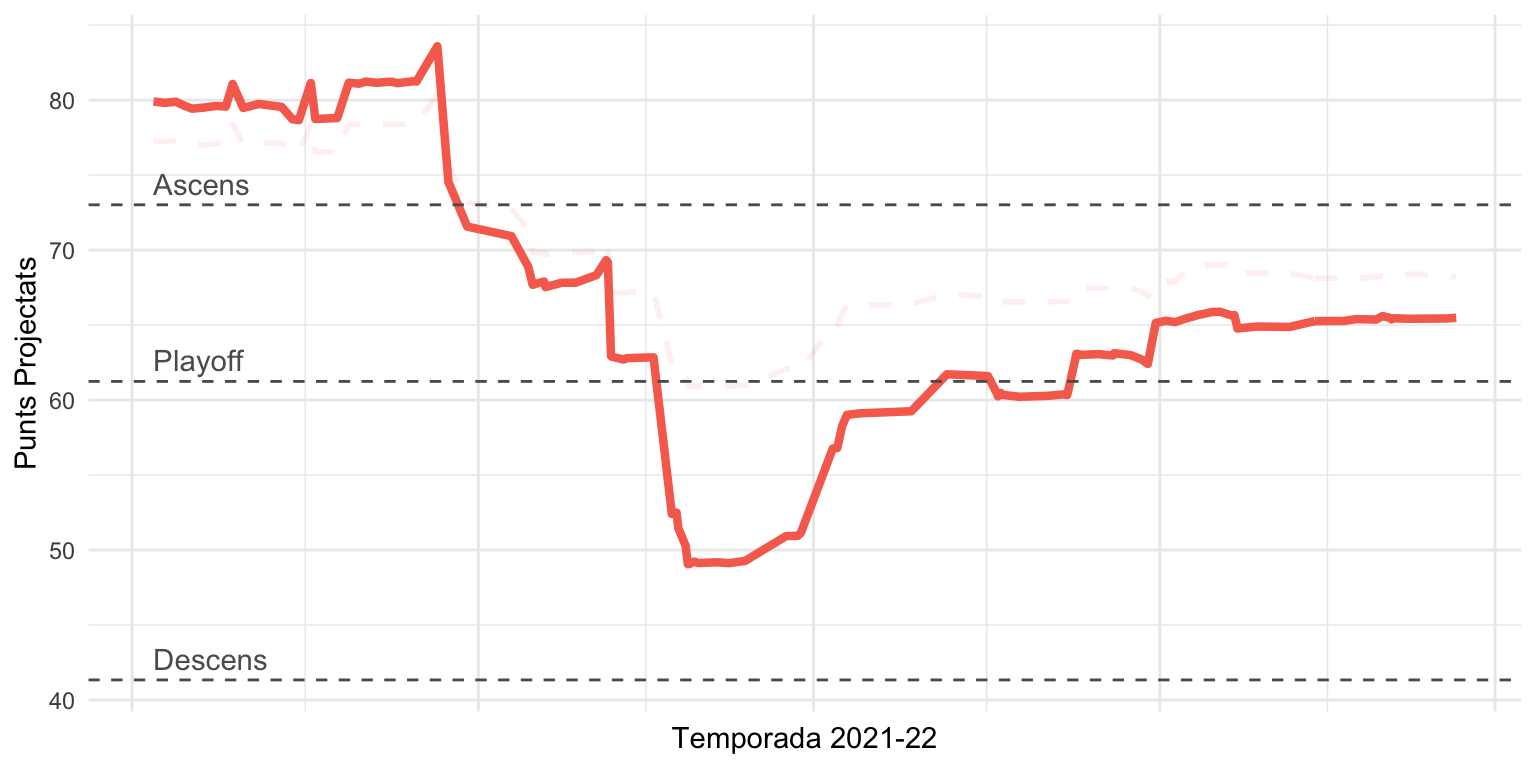 80
70
60
50
40
Punts Projectats
Ascens
Playoff
Descens
Temporada 2021-22